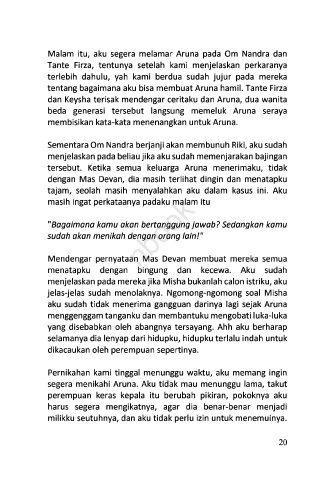 Malam itu, aku segera melamar Aruna pada Om Nandra dan
Tante Firza, tentunya setelah kami menjelaskan perkaranya
terlebih dahulu, yah kami berdua sudah jujur pada mereka
tentang bagaimana aku bisa membuat Aruna hamil. Tante Firza
dan Keysha terisak mendengar ceritaku dan Aruna, dua wanita
beda generasi tersebut langsung memeluk Aruna seraya
membisikan kata-kata menenangkan untuk Aruna.
Sementara Om Nandra berjanji akan membunuh Riki, aku sudah
menjelaskan pada beliau jika aku sudah memenjarakan bajingan
tersebut. Ketika semua keluarga Aruna menerimaku, tidak
dengan Mas Devan, dia masih terlihat dingin dan menatapku
tajam, seolah masih menyalahkan aku dalam kasus ini. Aku
masih ingat perkataanya padaku malam itu
"Bagaimana kamu akan bertanggung jawab? Sedangkan kamu
sudah akan menikah dengan orang lain!"
Mendengar pernyataan Mas Devan membuat mereka semua
menatapku dengan bingung dan kecewa. Aku sudah
menjelaskan pada mereka jika Misha bukanlah calon istriku, aku
jelas-jelas sudah menolaknya. Ngomong-ngomong soal Misha
aku sudah tidak menerima gangguan darinya lagi sejak Aruna
menggenggam tanganku dan membantuku mengobati luka-luka
yang disebabkan oleh abangnya tersayang. Ahh aku berharap
selamanya dia lenyap dari hidupku, hidupku terlalu indah untuk
dikacaukan oleh perempuan sepertinya.
Pernikahan kami tinggal menunggu waktu, aku memang ingin
segera menikahi Aruna. Aku tidak mau menunggu lama, takut
perempuan keras kepala itu berubah pikiran, pokoknya aku
harus segera mengikatnya, agar dia benar-benar menjadi
milikku seutuhnya, dan aku tidak perlu izin untuk menemuinya.
20